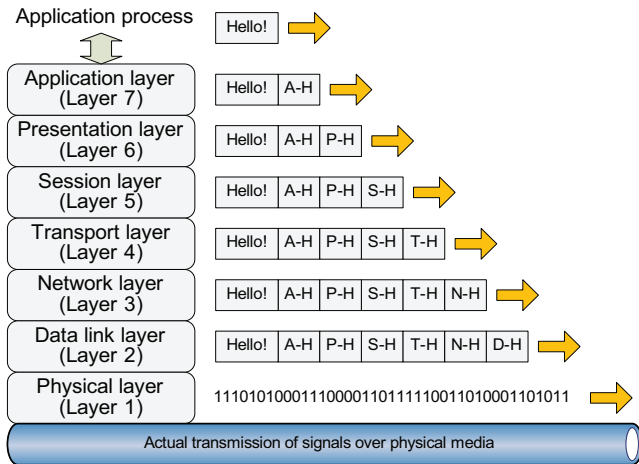 Application process
Hello!
Application layer
(Layer 7)
Hello! A-H
Presentation layer
(Layer 6)
Hello! A-H P-H
Session layer
(Layer 5)
Hello! A-H P-H S-H
Transport layer
(Layer 4)
Hello! A-H P-H S-H T-H
Network layer
(Layer 3)
Hello! A-H P-H S-H T-H N-H
Data link layer
(Layer 2)
Hello! A-H P-H S-H T-H N-H D-H
Physical layer
(Layer 1)
1110101000111000011011111001101000110‌1011
Actual transmission of signals over physical media